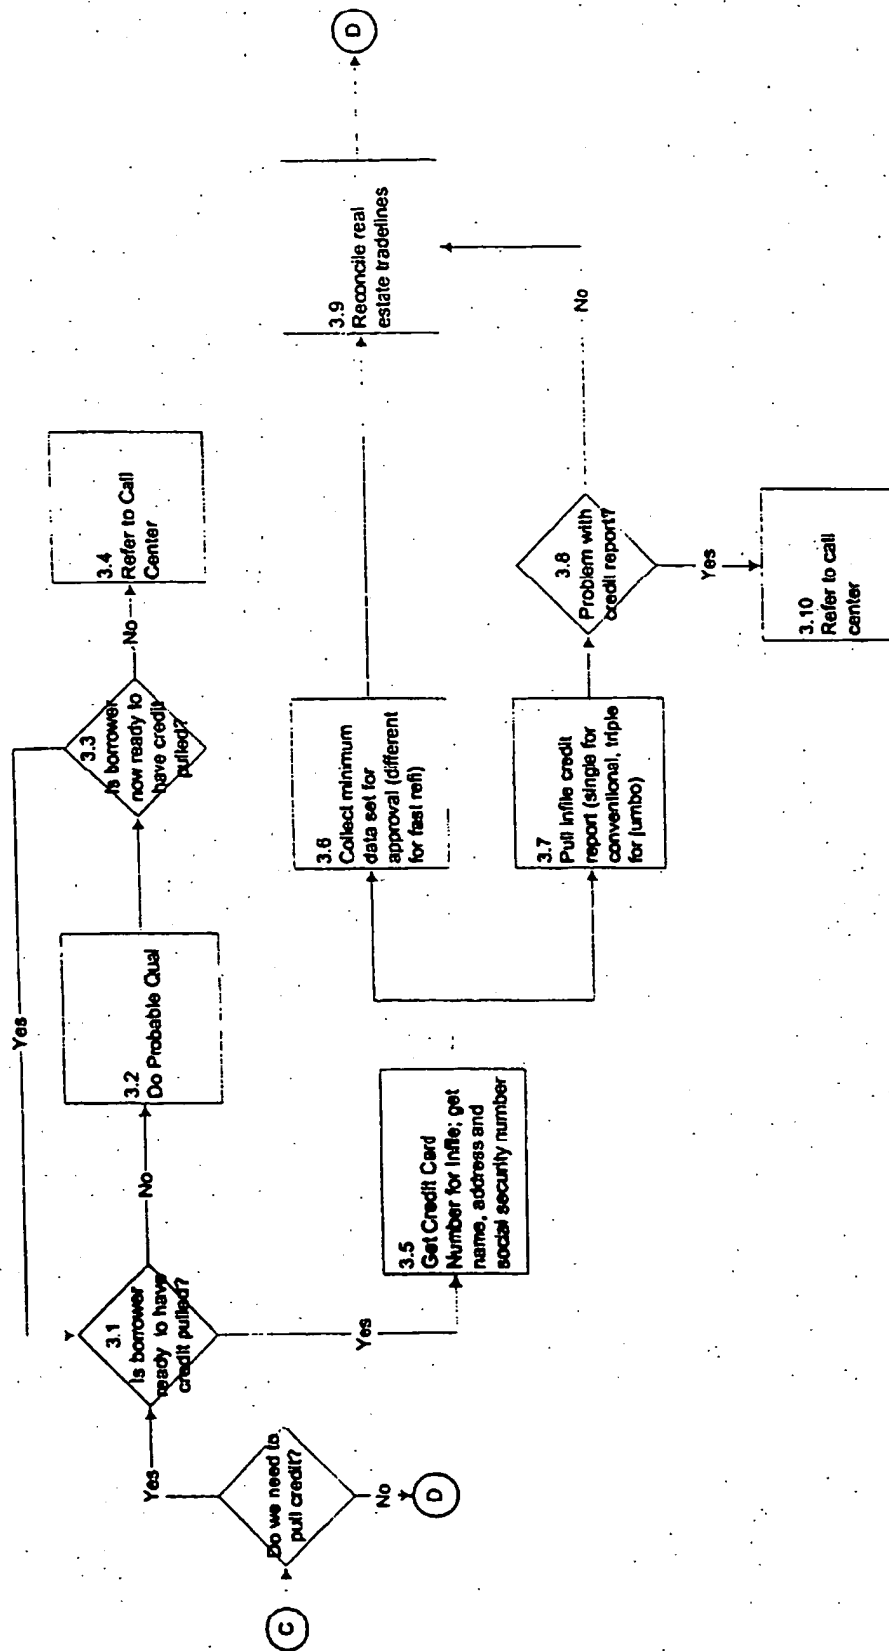 C
Do we need to
pull credit?
No
D
Yes
3.1
Is borrower
ready to have
credit pulled?
Yes
No
3.2
Do Probable Qual
3.3
Is borrower
now ready to
have credit
pulled?
Yes
No
3.4
Refer to Call
Center
3.5
Get Credit Card
Number for Infile; get
name, address and
social security number
3.6
Collect minimum
data set for
approval (different
for fast refi)
3.7
Pull infile credit
report (single for
conventional, triple
for jumbo)
3.8
Problem with
credit report?
No
Yes
3.10
Refer to call
center
3.9
Reconcile real
estate tradelines
D